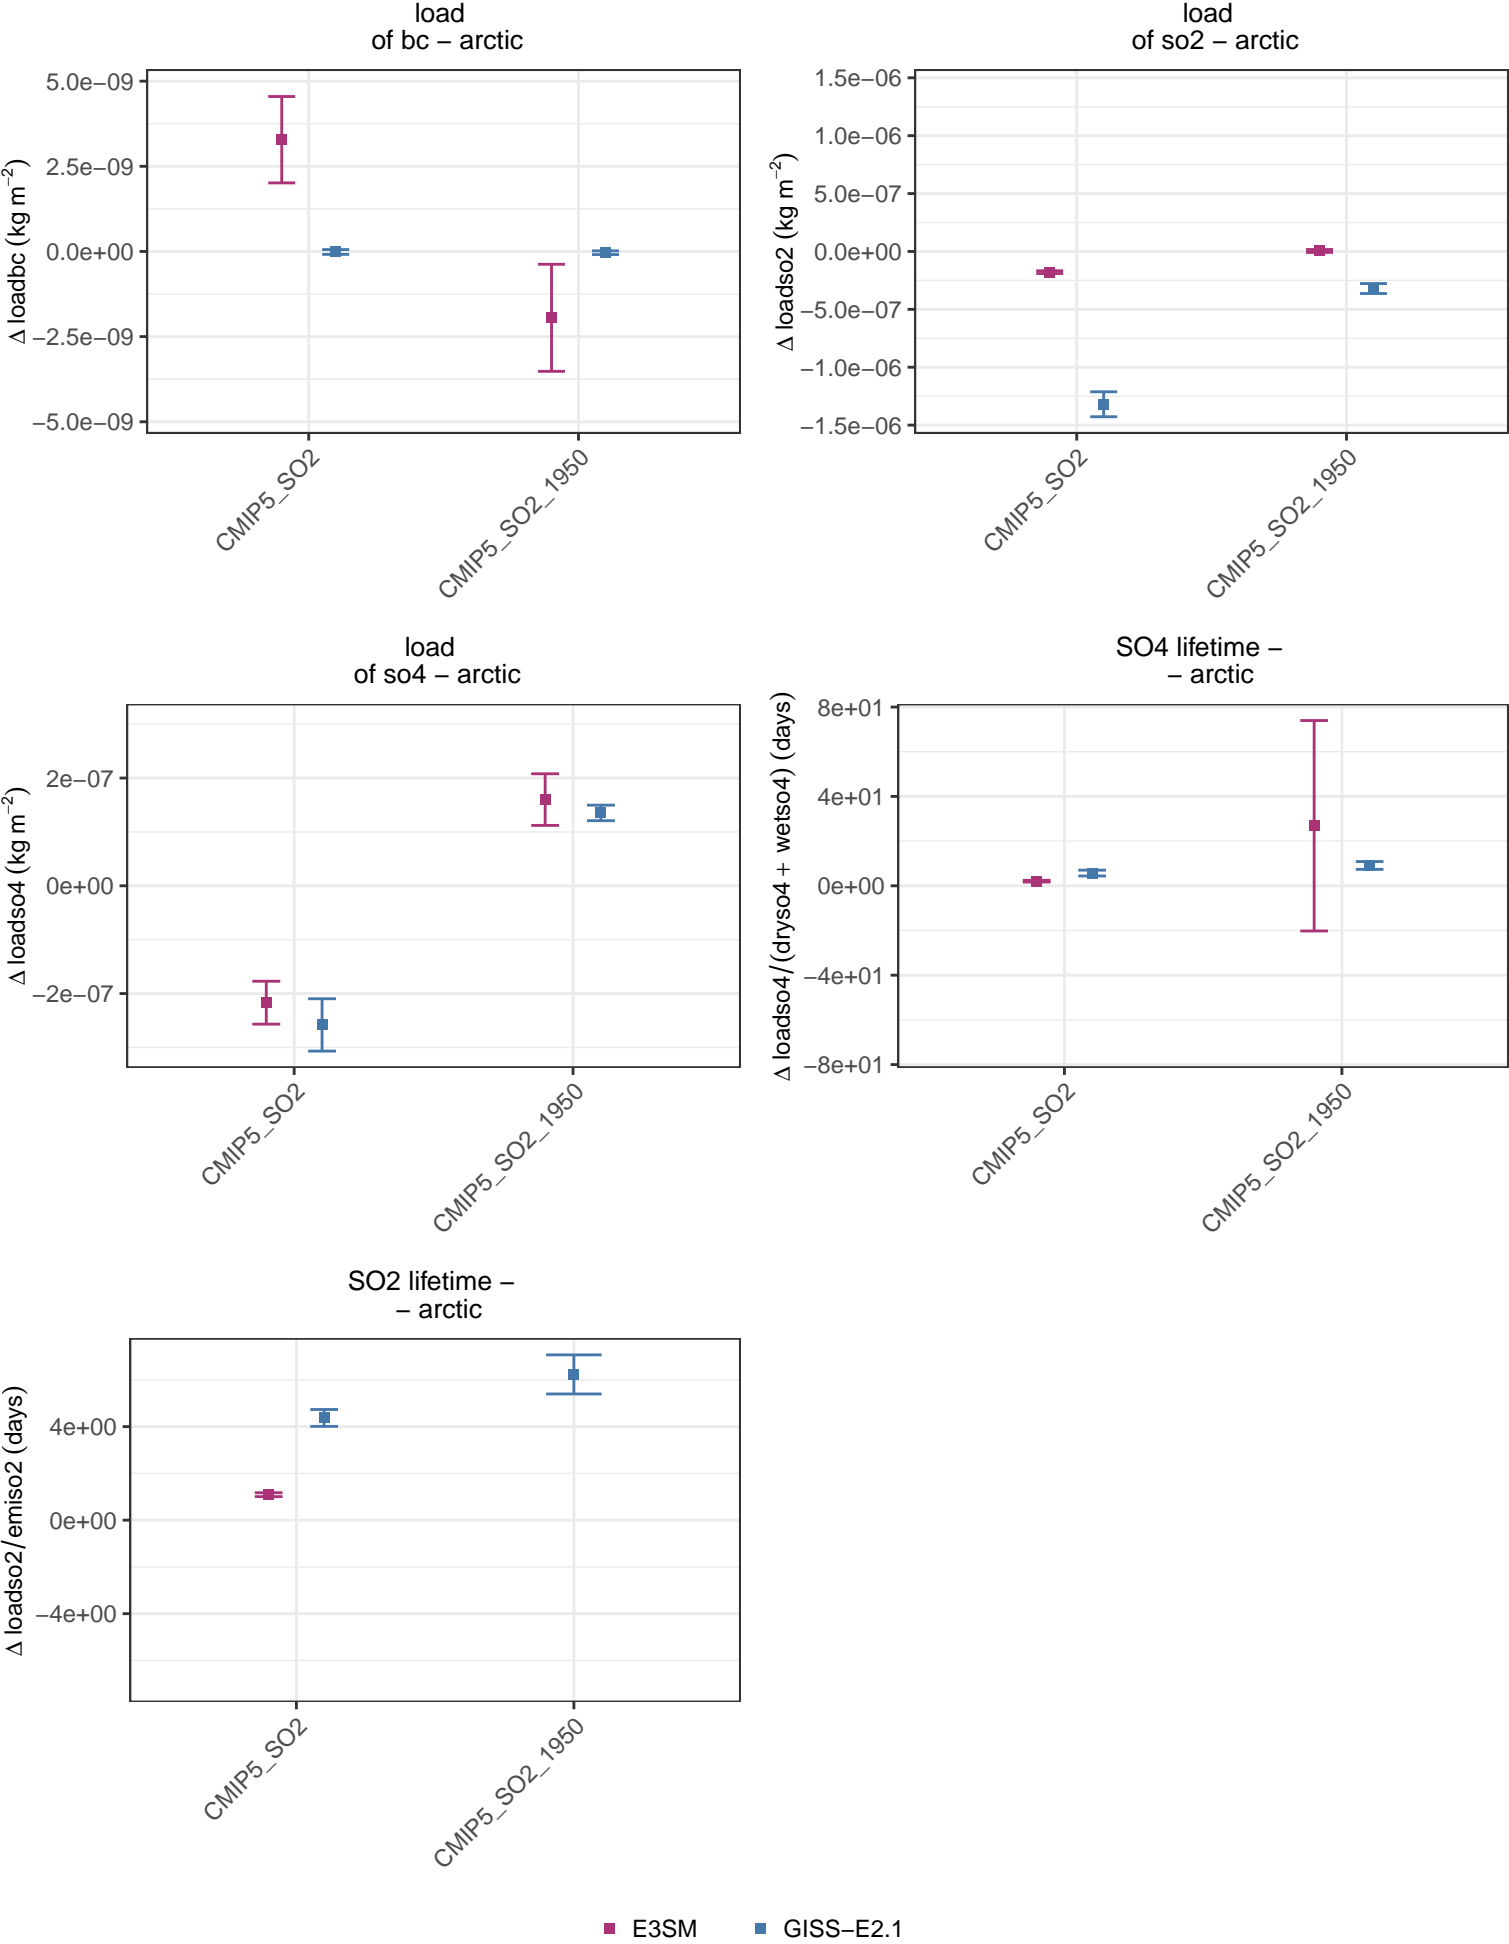 load
of bc – arctic
Δ loadbc (kg m⁻²)
5.0e−09
2.5e−09
0.0e+00
−2.5e−09
−5.0e−09
CMIP5_SO2
CMIP5_SO2_1950
load
of so2 – arctic
Δ loadso2 (kg m⁻²)
1.5e−06
1.0e−06
5.0e−07
0.0e+00
−5.0e−07
−1.0e−06
−1.5e−06
CMIP5_SO2
CMIP5_SO2_1950
load
of so4 – arctic
Δ loadso4 (kg m⁻²)
2e−07
0e+00
−2e−07
CMIP5_SO2
CMIP5_SO2_1950
SO4 lifetime –
– arctic
Δ loadso4/(dryso4 + wetso4) (days)
8e+01
4e+01
0e+00
−4e+01
−8e+01
CMIP5_SO2
CMIP5_SO2_1950
SO2 lifetime –
– arctic
Δ loadso2/emiso2 (days)
4e+00
0e+00
−4e+00
CMIP5_SO2
CMIP5_SO2_1950
E3SM
GISS−E2.1